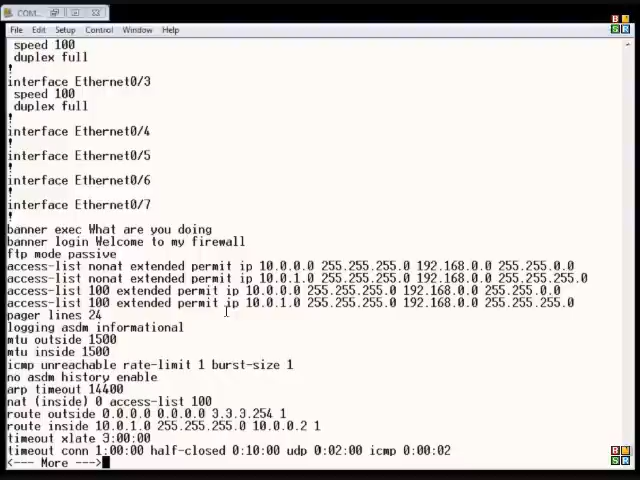 COM...
File Edit Setup Control Window Help
speed 100
duplex full
!
interface Ethernet0/3
speed 100
duplex full
!
interface Ethernet0/4
!
interface Ethernet0/5
!
interface Ethernet0/6
!
interface Ethernet0/7
!
banner exec What are you doing
banner login Welcome to my firewall
ftp mode passive
access-list nonat extended permit ip 10.0.0.0 255.255.255.0 192.168.0.0 255.255.0.0
access-list nonat extended permit ip 10.0.1.0 255.255.255.0 192.168.0.0 255.255.255.0
access-list 100 extended permit ip 10.0.0.0 255.255.255.0 192.168.0.0 255.255.0.0
access-list 100 extended permit ip 10.0.1.0 255.255.255.0 192.168.0.0 255.255.255.0
pager lines 24
logging asdm informational
mtu outside 1500
mtu inside 1500
icmp unreachable rate-limit 1 burst-size 1
no asdm history enable
arp timeout 14400
nat (inside) 0 access-list 100
route outside 0.0.0.0 0.0.0.0 3.3.3.254 1
route inside 10.0.1.0 255.255.255.0 10.0.0.2 1
timeout xlate 3:00:00
timeout conn 1:00:00 half-closed 0:10:00 udp 0:02:00 icmp 0:00:02
<--- More --->